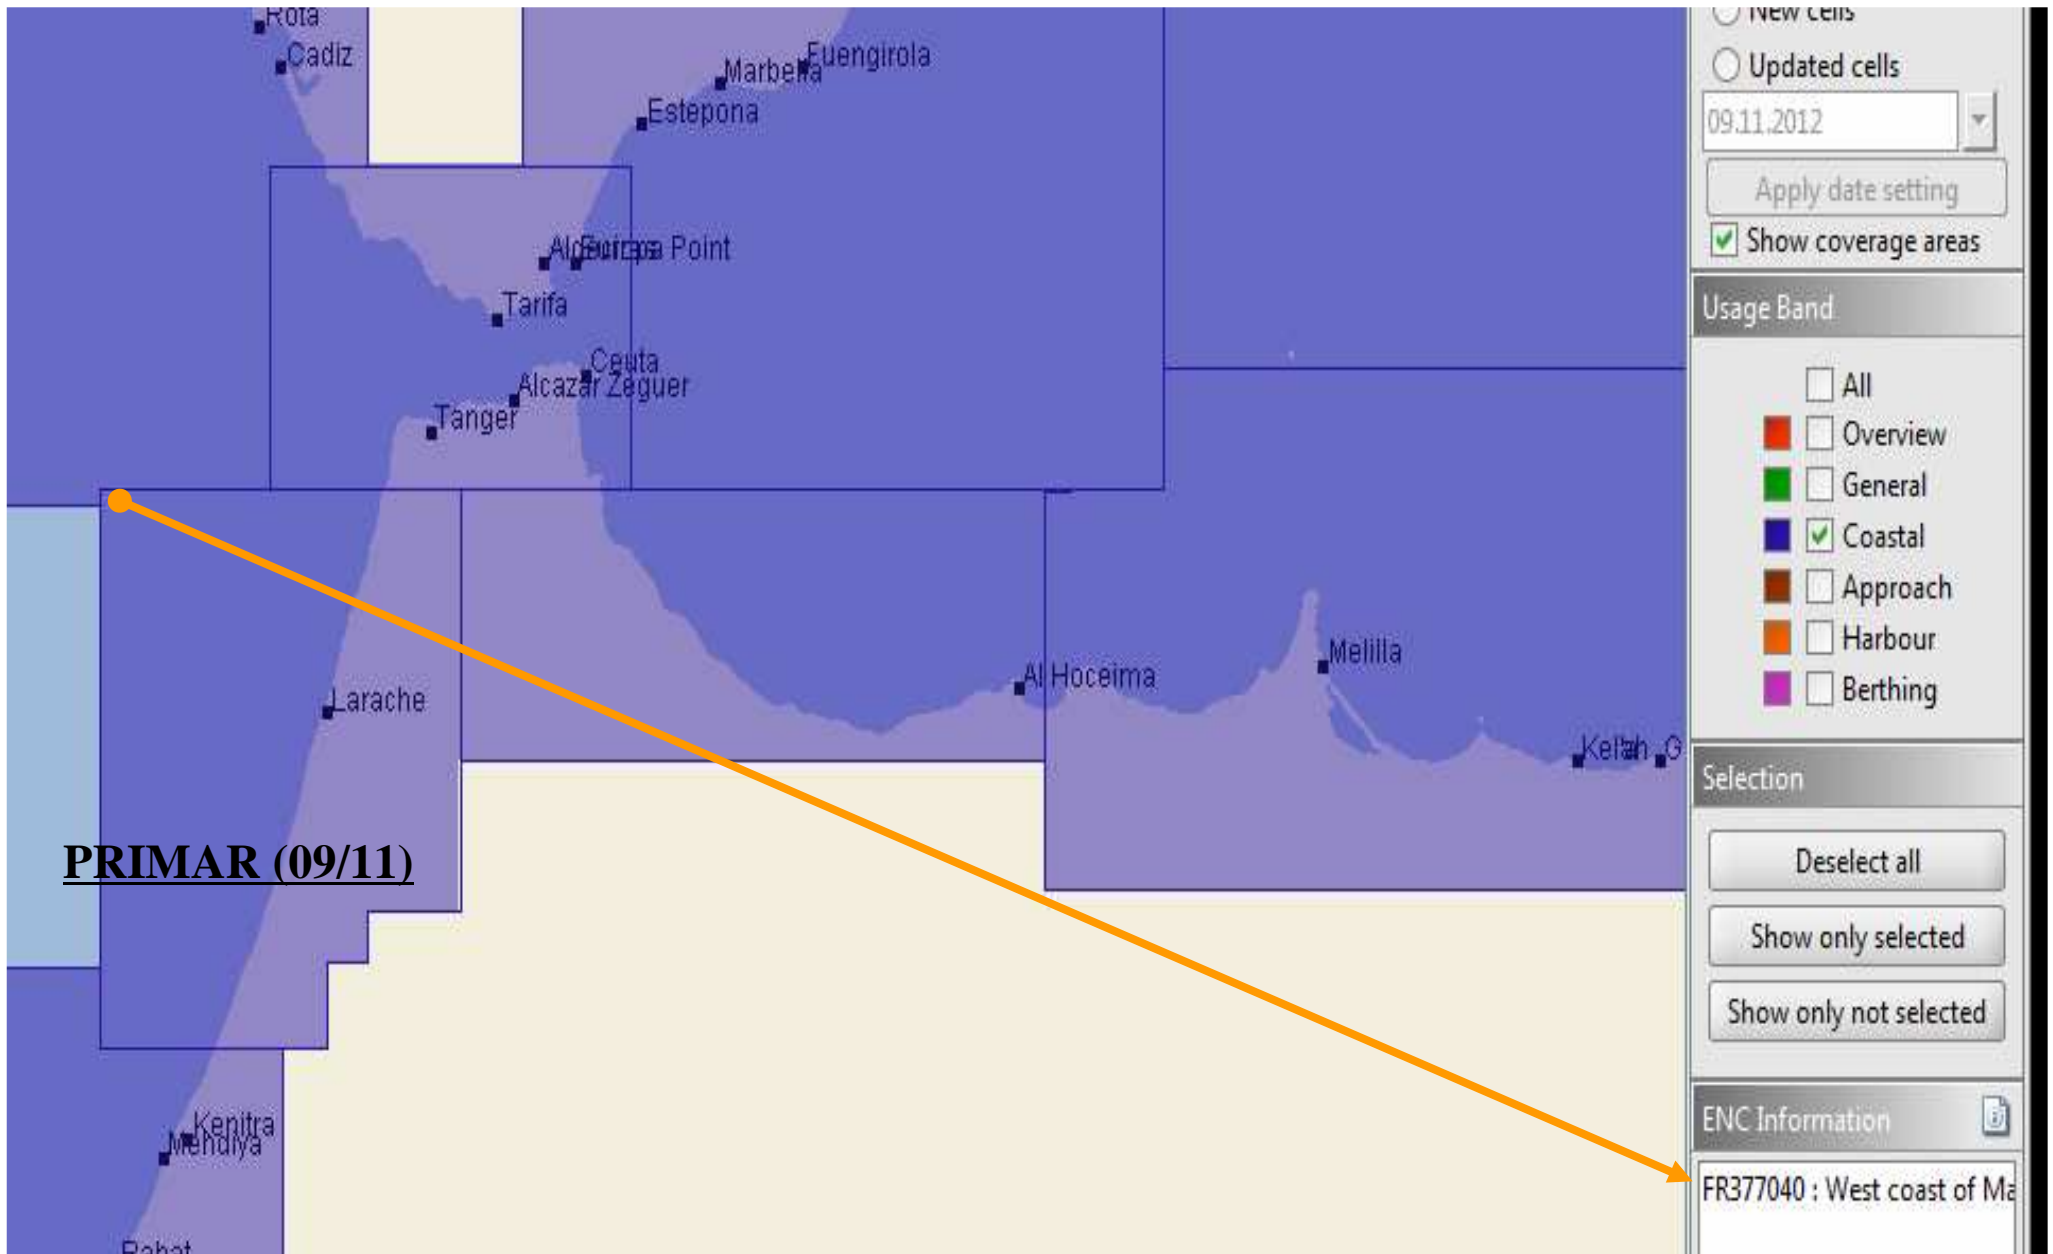 Rota
Cadiz
Fuengirola
Marbella
Estepona
Algeciras
Europa Point
Tarifa
Ceuta
Alcazar Zeguer
Tanger
Melilla
Al Hoceima
Larache
PRIMAR (09/11)
Kenitra
Mehdiya
Rabat
New cells
Updated cells
09.11.2012
Apply date setting
Show coverage areas
Usage Band
All
Overview
General
Coastal
Approach
Harbour
Berthing
Selection
Deselect all
Show only selected
Show only not selected
ENC Information
FR377040 : West coast of Ma